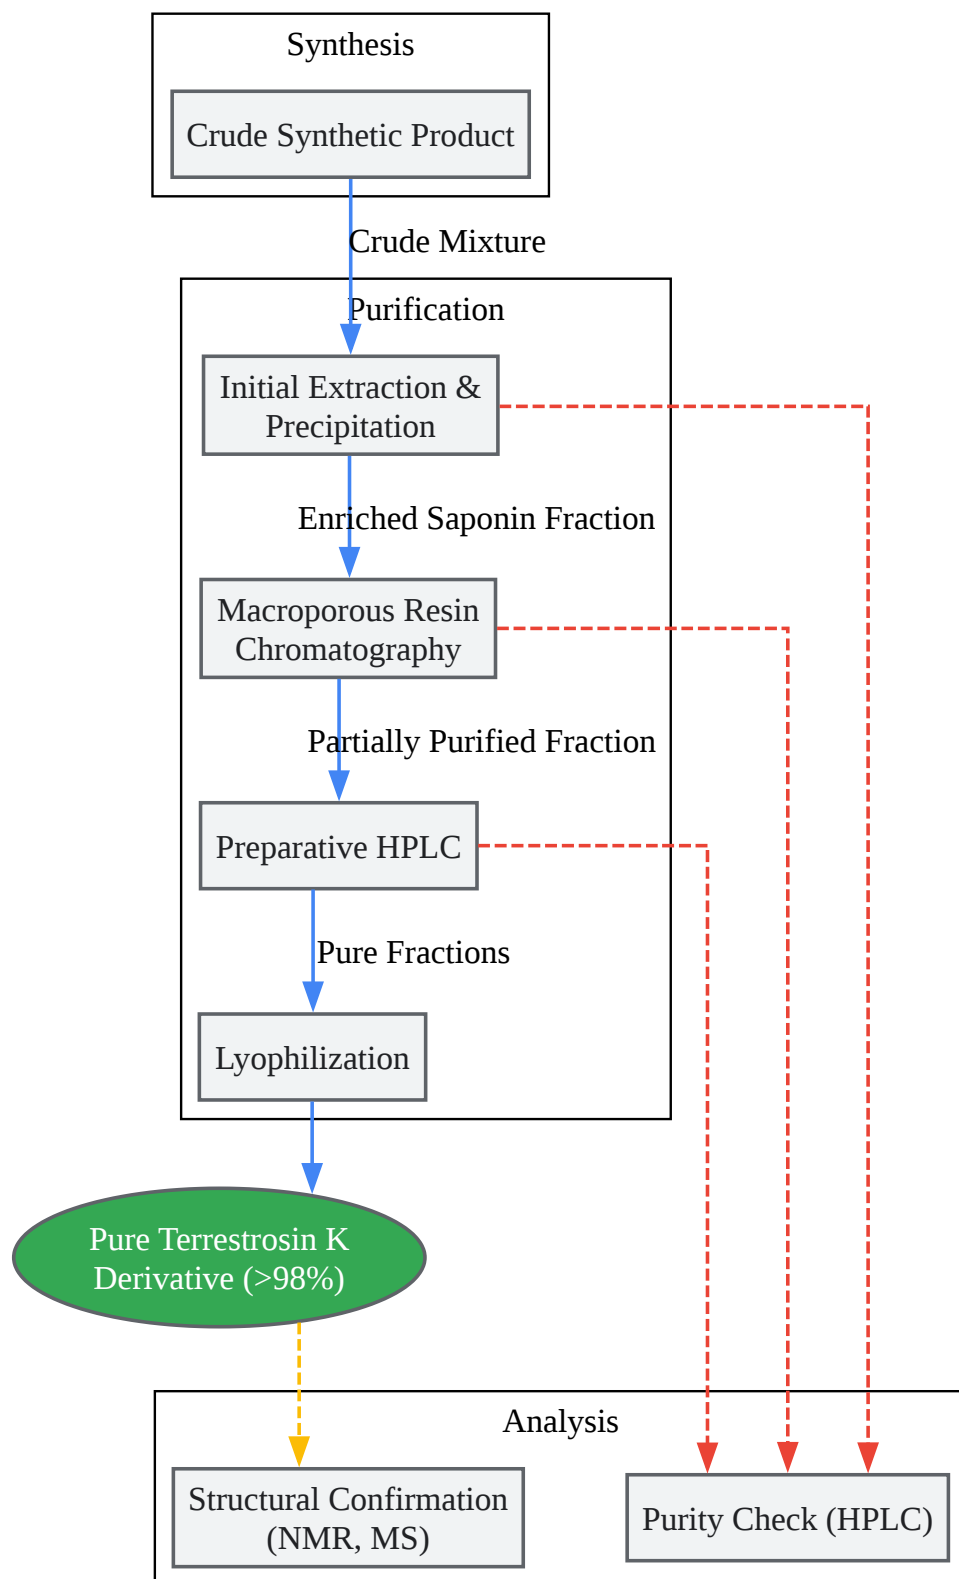 Synthesis
Crude Synthetic Product
Crude Mixture
Purification
Initial Extraction &
Precipitation
Enriched Saponin Fraction
Macroporous Resin
Chromatography
Partially Purified Fraction
Preparative HPLC
Pure Fractions
Lyophilization
Pure Terrestrosin K
Derivative (>98%)
Analysis
Structural Confirmation
(NMR, MS)
Purity Check (HPLC)